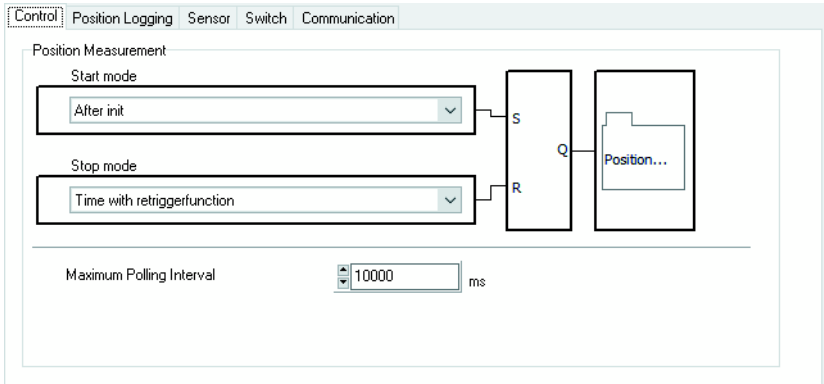 Control Position Logging Sensor Switch Communication
Position Measurement
Start mode
After init
S
Q
Position...
Stop mode
Time with retriggerfunction
R
Maximum Polling Interval 10000 ms